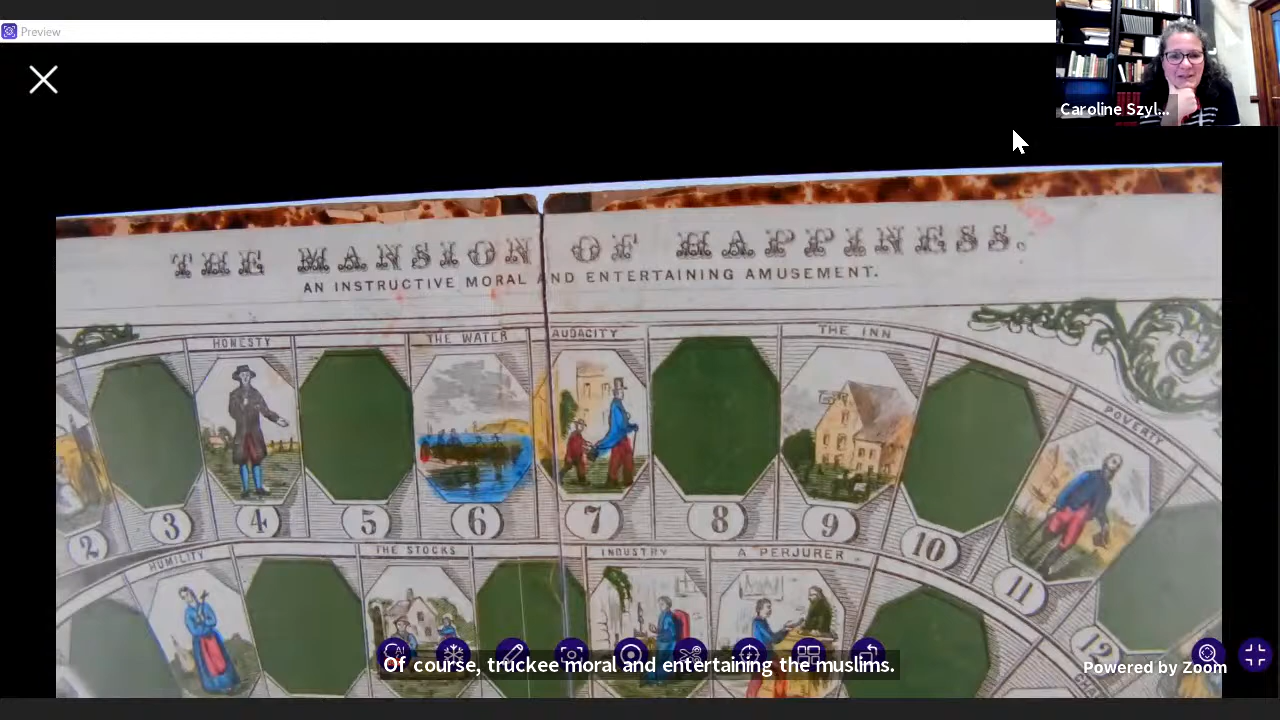 Preview
Caroline Szyl...
THE MANSION OF HAPPINESS.
AN INSTRUCTIVE MORAL AND ENTERTAINING AMUSEMENT.
HONESTY
THE WATER
AUDACITY
THE INN
POVERTY
2
3
4
5
6
7
8
9
10
11
12
HUMILITY
THE STOCKS
INDUSTRY
A PERJURER
Of course, truckee moral and entertaining the muslims.
Powered by Zoom